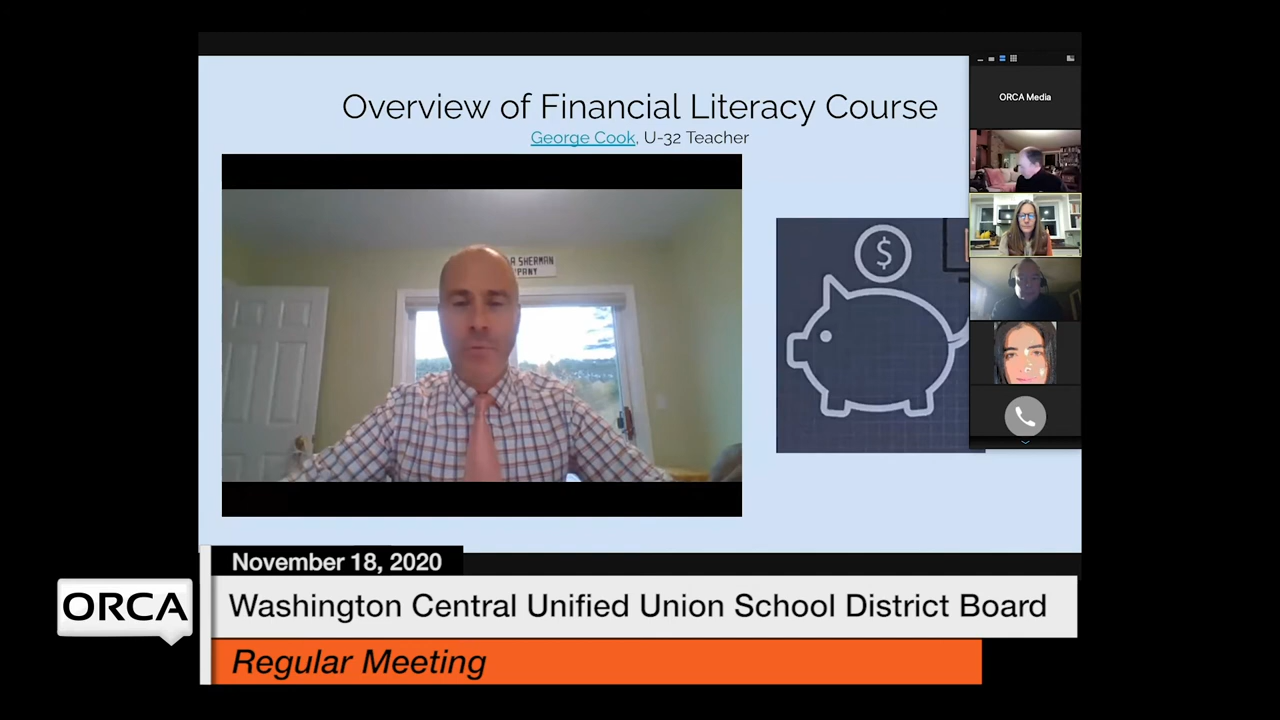 Overview of Financial Literacy Course
George Cook, U-32 Teacher
ORCA Media
SHERMAN
$
November 18, 2020
ORCA
Washington Central Unified Union School District Board
Regular Meeting